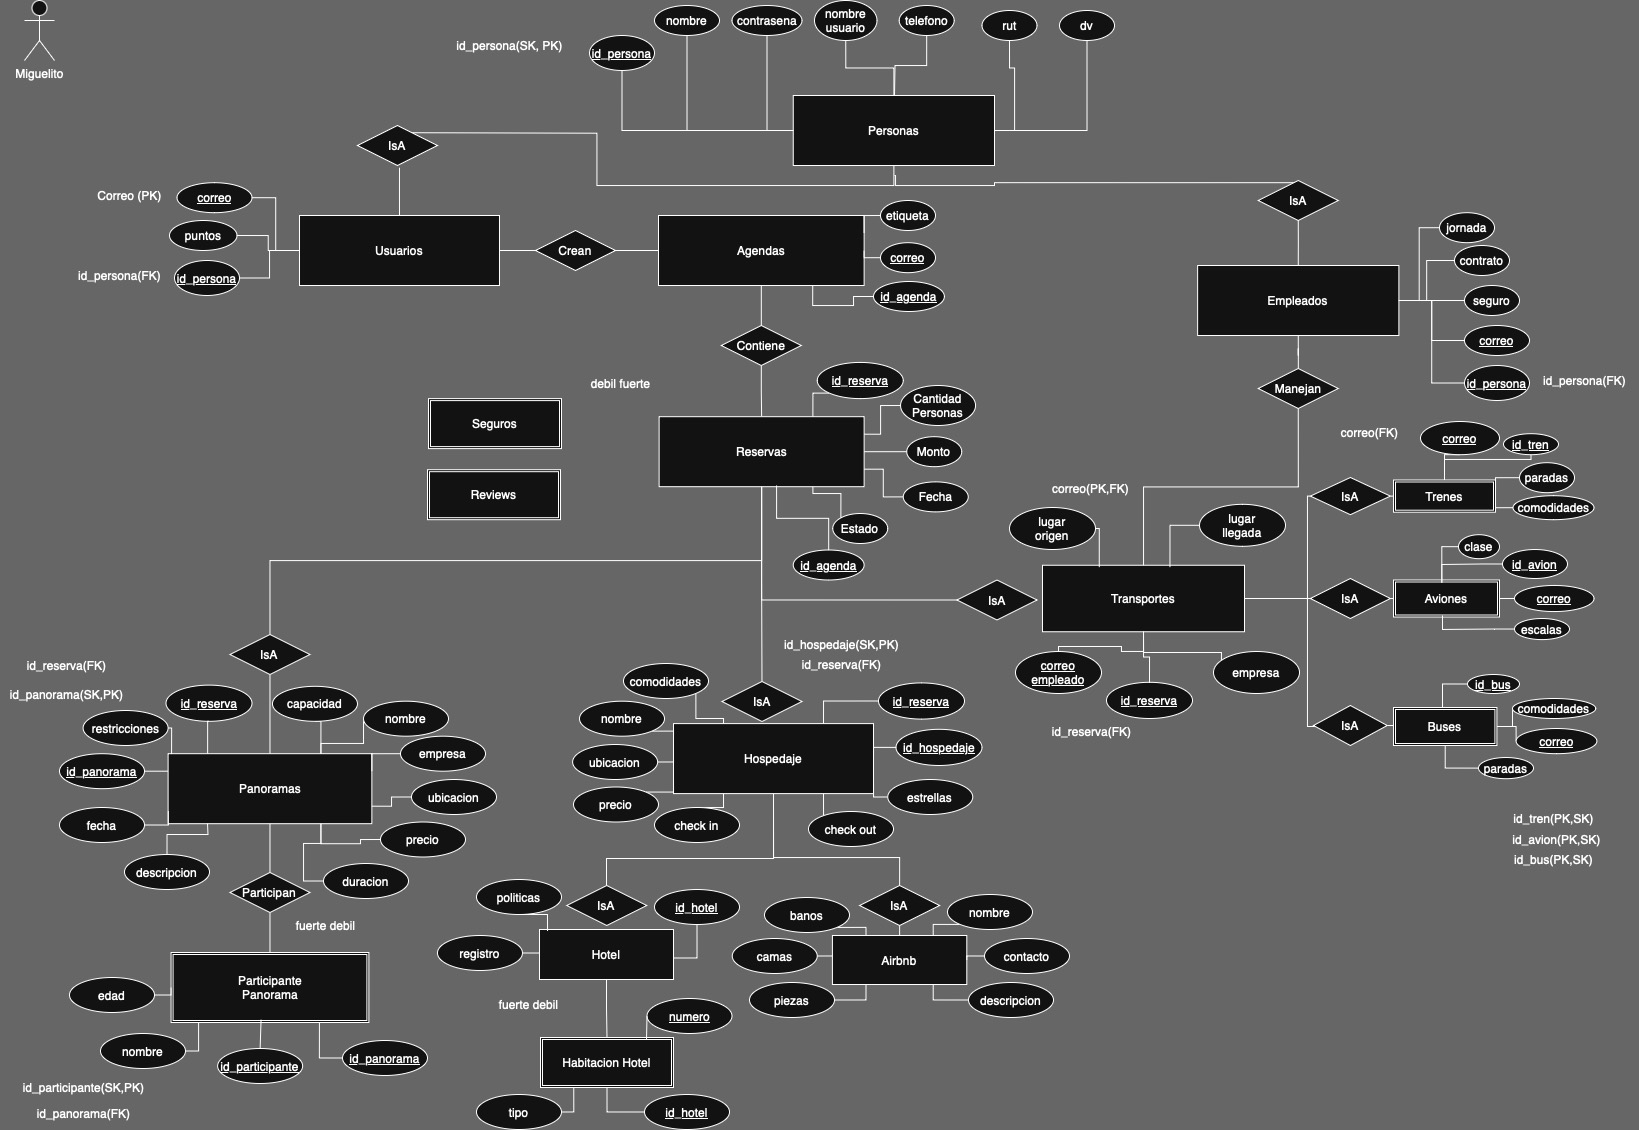 Miguelito
id_persona(SK, PK)
id_persona
nombre
contrasena
nombre
usuario
telefono
rut
dv
Personas
IsA
Correo (PK)
correo
puntos
id_persona(FK)
id_persona
Usuarios
Crean
Agendas
etiqueta
correo
id_agenda
IsA
Empleados
jornada
contrato
seguro
correo
id_persona
id_persona(FK)
Contiene
Manejan
debil fuerte
Seguros
Reviews
id_reserva
Cantidad
Personas
Monto
Fecha
Estado
id_agenda
Reservas
correo(FK)
correo
id_tren
paradas
comodidades
IsA
Trenes
correo(PK,FK)
lugar
origen
lugar
llegada
clase
id_avion
correo
escalas
IsA
Aviones
IsA
Transportes
correo
empleado
id_reserva
empresa
id_reserva(FK)
id_bus
comodidades
correo
paradas
IsA
Buses
id_tren(PK,SK)
id_avion(PK,SK)
id_bus(PK,SK)
IsA
id_reserva(FK)
id_panorama(SK,PK)
id_reserva
capacidad
restricciones
nombre
id_panorama
empresa
Panoramas
ubicacion
fecha
precio
descripcion
duracion
Participan
fuerte debil
Participante
Panorama
edad
nombre
id_participante
id_panorama
id_participante(SK,PK)
id_panorama(FK)
id_hospedaje(SK,PK)
id_reserva(FK)
comodidades
IsA
id_reserva
nombre
id_hospedaje
ubicacion
Hospedaje
precio
estrellas
check in
check out
politicas
IsA
id_hotel
registro
Hotel
fuerte debil
numero
Habitacion Hotel
tipo
id_hotel
IsA
banos
nombre
camas
Airbnb
contacto
piezas
descripcion